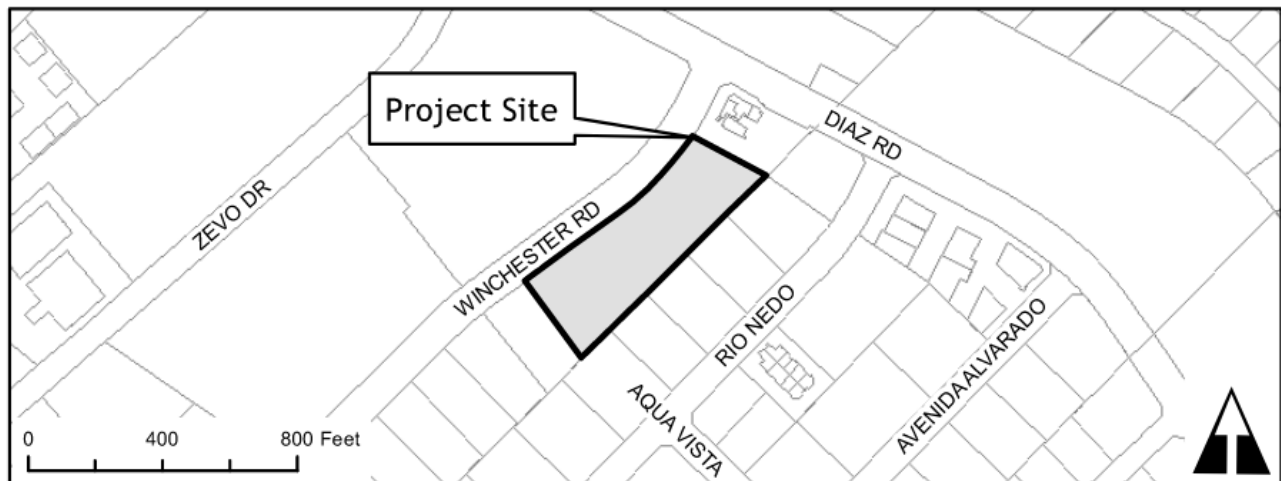 Project Site
DIAZ RD
ZEVO DR
WINCHESTER RD
RIO NEDO
AQUA VISTA
AVENIDA ALVARADO
0 400 800 Feet